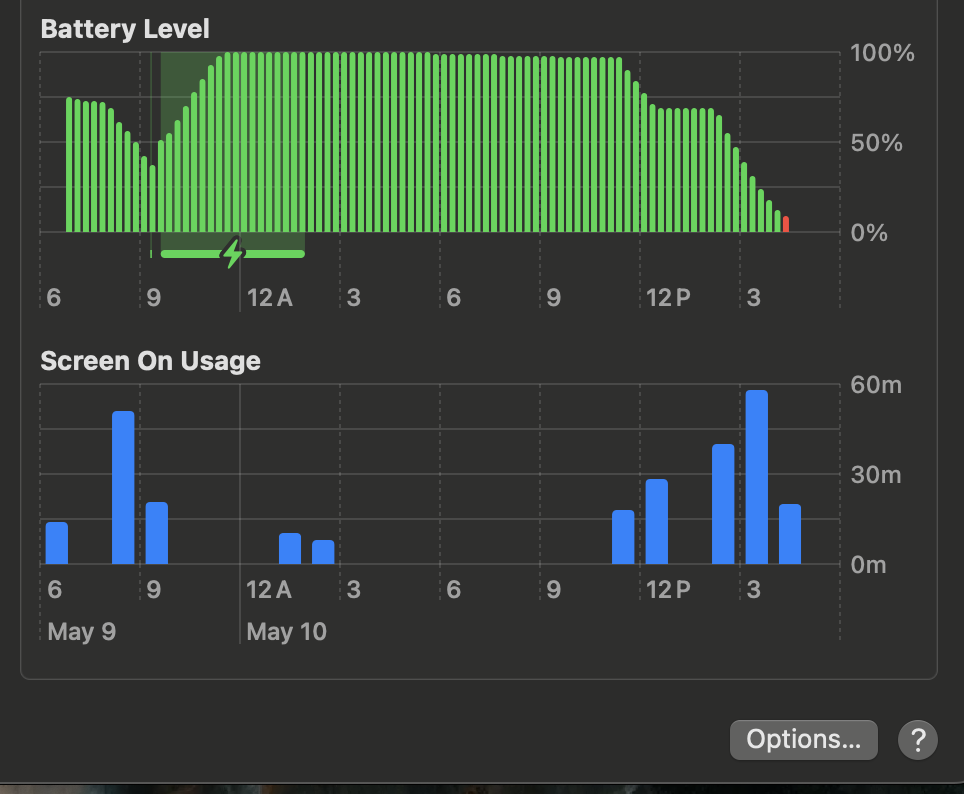 Battery Level
100%
50%
0%
6 9 12 A 3 6 9 12 P 3
Screen On Usage
60m
30m
0m
6 9 12 A 3 6 9 12 P 3
May 9 May 10
Options...
?